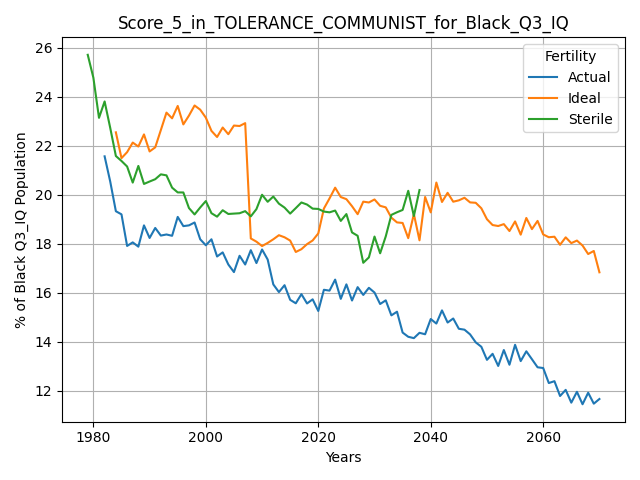 Score_5_in_TOLERANCE_COMMUNIST_for_Black_Q3_IQ
% of Black Q3_IQ Population
26
24
22
20
18
16
14
12
Fertility
Actual
Ideal
Sterile
1980
2000
2020
2040
2060
Years